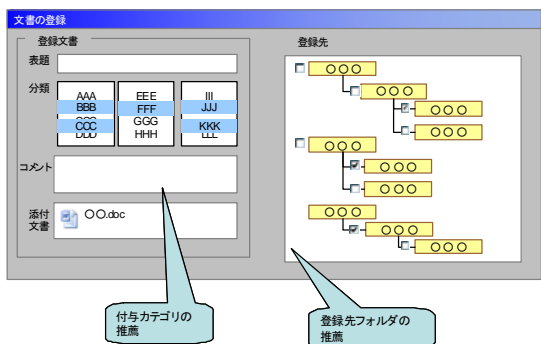 文書の登録
登録文書
登録先
表題
分類
AAA
BBB
CCC
DDD
EEE
FFF
GGG
HHH
III
JJJ
KKK
LLL
コメント
添付
文書
〇〇.doc
〇〇〇
〇〇〇
〇〇〇
〇〇〇
〇〇〇
〇〇〇
〇〇〇
〇〇〇
〇〇〇
〇〇〇
付与カテゴリの
推薦
登録先フォルダの
推薦